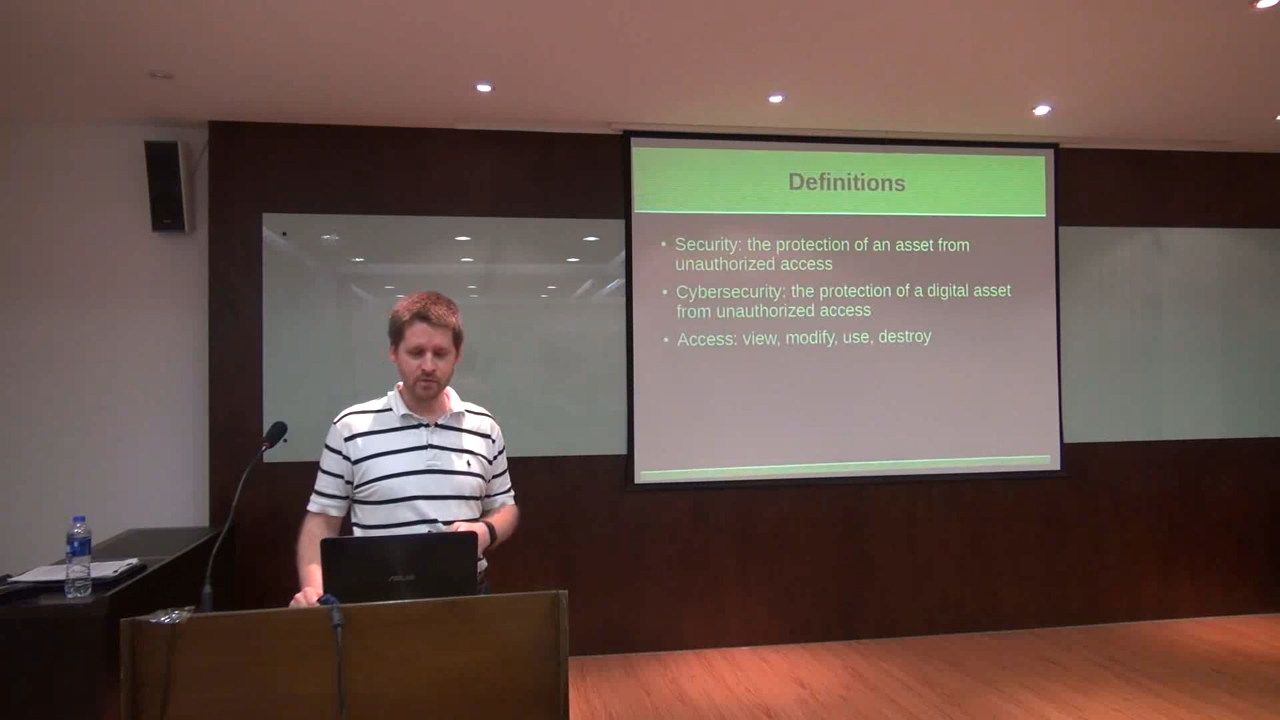 Definitions
• Security: the protection of an asset from
unauthorized access
• Cybersecurity: the protection of a digital asset
from unauthorized access
• Access: view, modify, use, destroy
ASUS